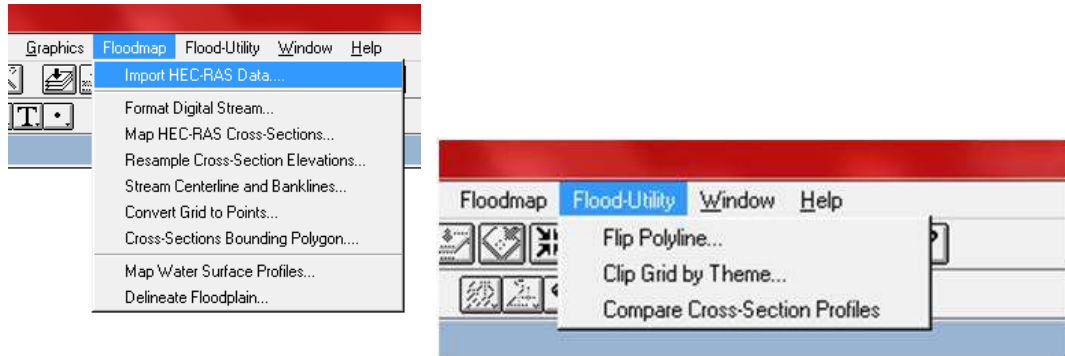 Graphics Floodmap Flood-Utility Window Help
Import HEC-RAS Data....
T
Format Digital Stream...
Map HEC-RAS Cross-Sections...
Resample Cross-Section Elevations...
Stream Centerline and Banklines...
Convert Grid to Points...
Cross-Sections Bounding Polygon....
Map Water Surface Profiles...
Delineate Floodplain...
Floodmap Flood-Utility Window Help
Flip Polyline...
Clip Grid by Theme...
Compare Cross-Section Profiles